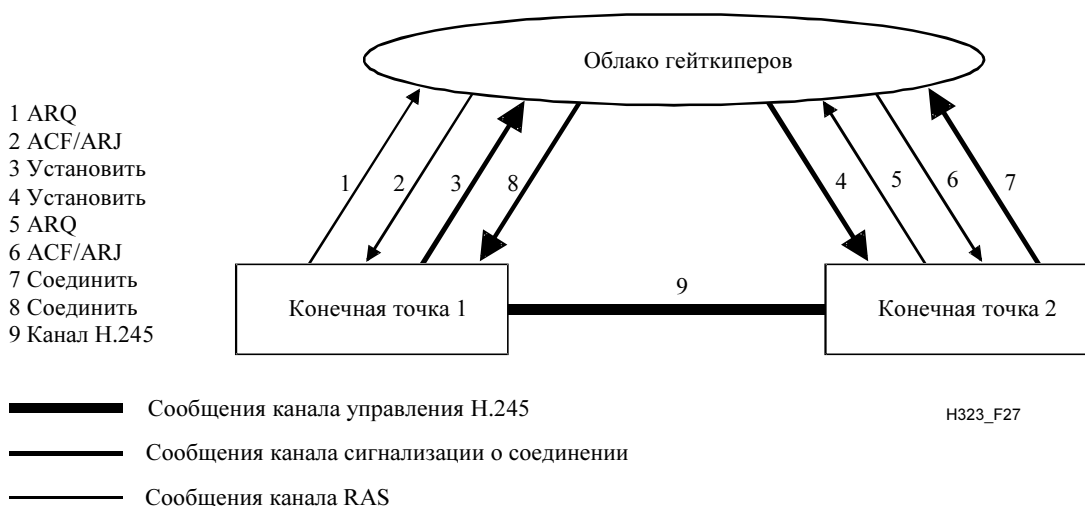 Облако гейткиперов
1 ARQ
2 ACF/ARJ
3 Установить
4 Установить
5 ARQ
6 ACF/ARJ
7 Соединить
8 Соединить
9 Канал H.245
1
2
3
8
4
5
6
7
9
Конечная точка 1
Конечная точка 2
Сообщения канала управления H.245
H323_F27
Сообщения канала сигнализации о соединении
Сообщения канала RAS